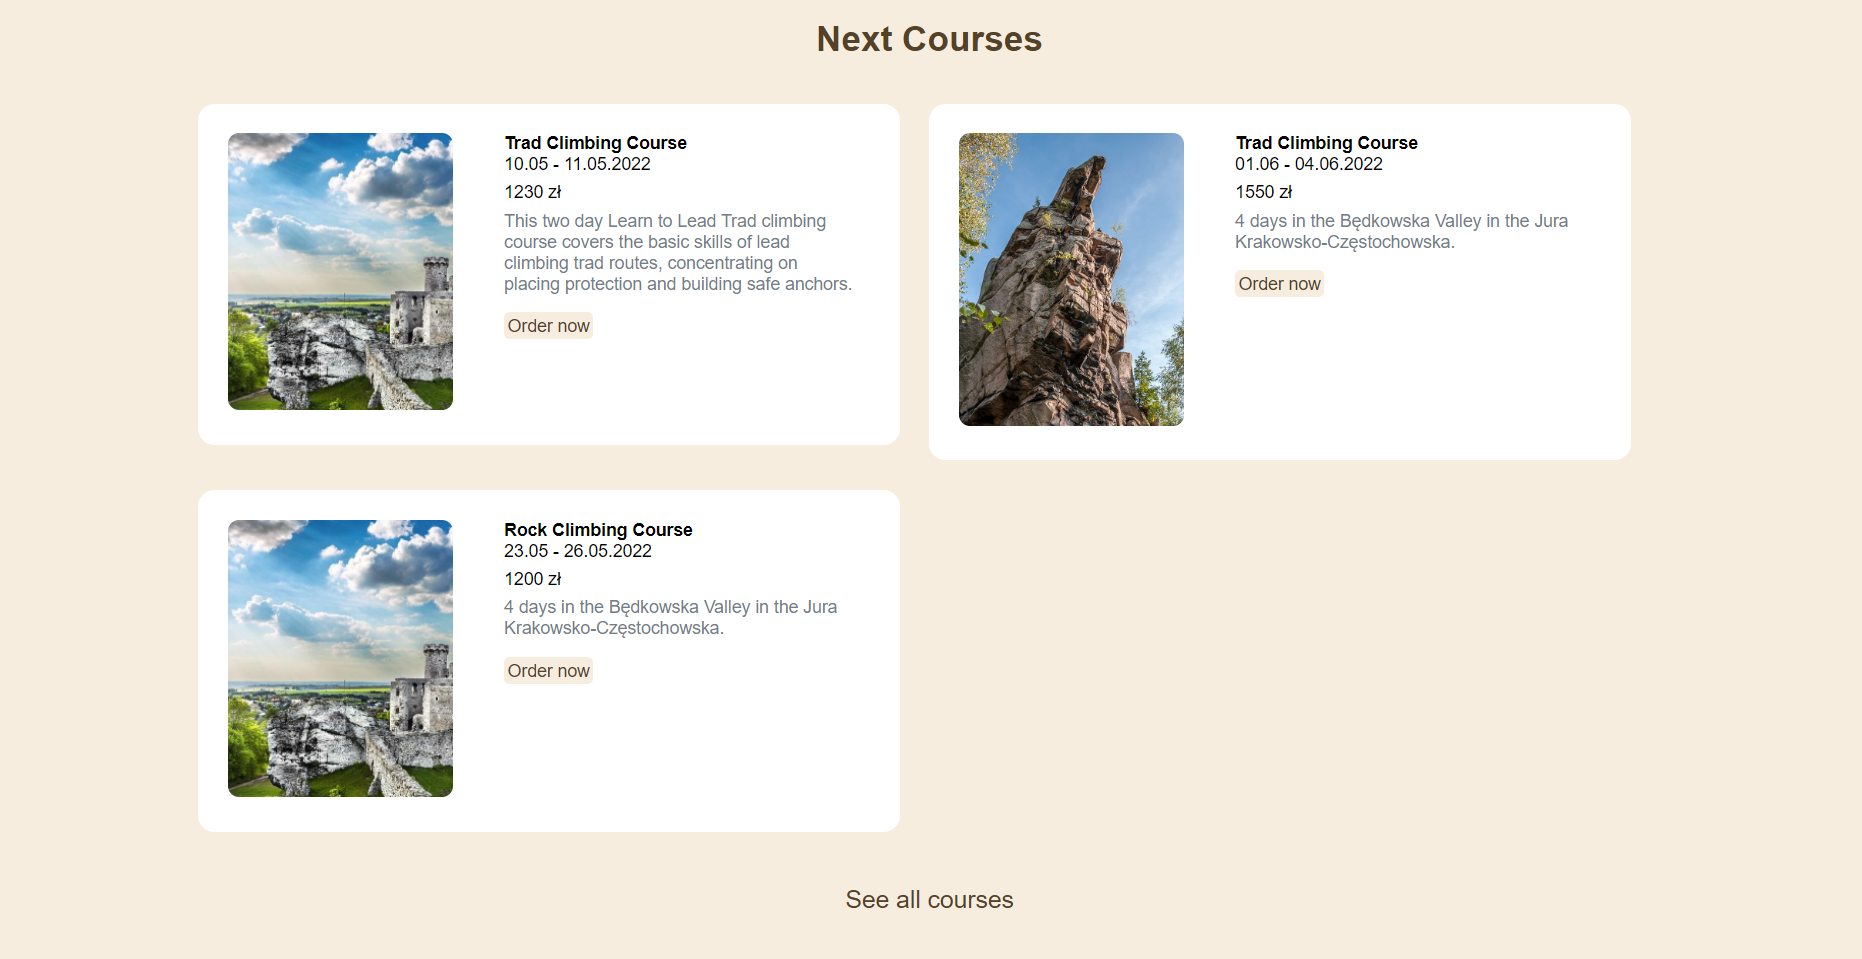 Next Courses
Trad Climbing Course
10.05 - 11.05.2022
1230 zł
This two day Learn to Lead Trad climbing
course covers the basic skills of lead
climbing trad routes, concentrating on
placing protection and building safe anchors.
Order now
Trad Climbing Course
01.06 - 04.06.2022
1550 zł
4 days in the Będkowska Valley in the Jura
Krakowsko-Częstochowska.
Order now
Rock Climbing Course
23.05 - 26.05.2022
1200 zł
4 days in the Będkowska Valley in the Jura
Krakowsko-Częstochowska.
Order now
See all courses